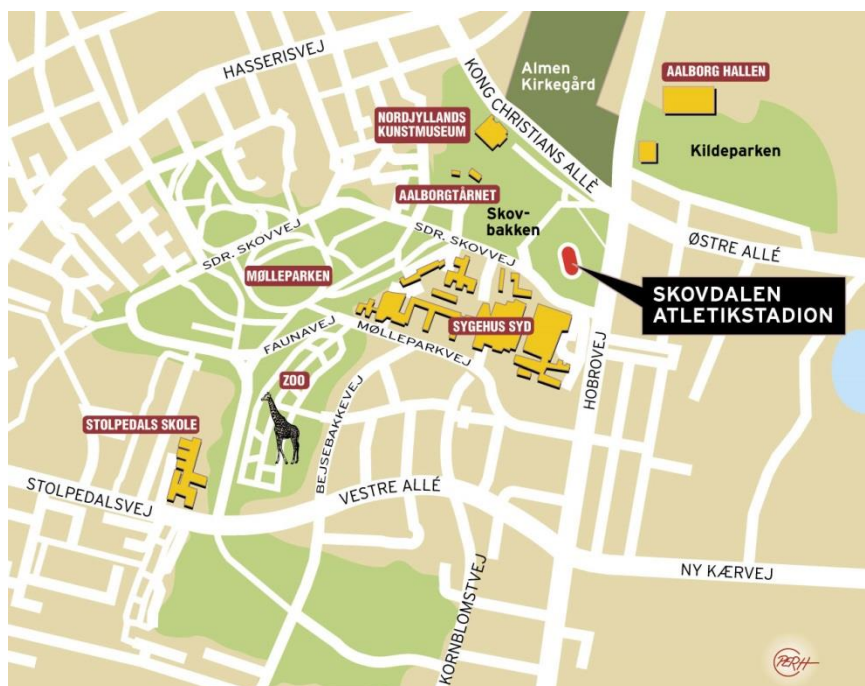 HASSERISVEJ
KONG CHRISTIANS ALLÉ
Almen
Kirkegård
AALBORG HALLEN
NORDJYLLANDS
KUNSTMUSEUM
Kildeparken
AALBORGTÅRNET
Skov-
bakken
SDR. SKOVVEJ
SDR. SKOVVEJ
ØSTRE ALLÉ
MØLLEPARKEN
SKOVDALEN
ATLETIKSTADION
SYGEHUS SYD
FAUNAVEJ
MØLLEPARKVEJ
HOBROVEJ
ZOO
BEJSEBAKKEVEJ
STOLPEDALS SKOLE
STOLPEDALSVEJ
VESTRE ALLÉ
NY KÆRVEJ
KORNBLOMSTVEJ
PERH